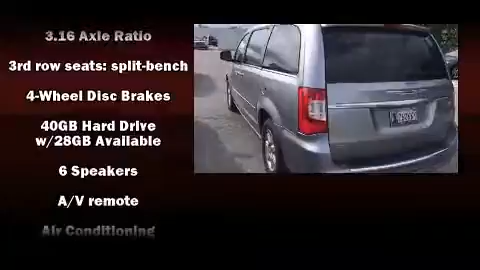 3.16 Axle Ratio
3rd row seats: split-bench
4-Wheel Disc Brakes
40GB Hard Drive
w/28GB Available
6 Speakers
A/V remote
Air Conditioning